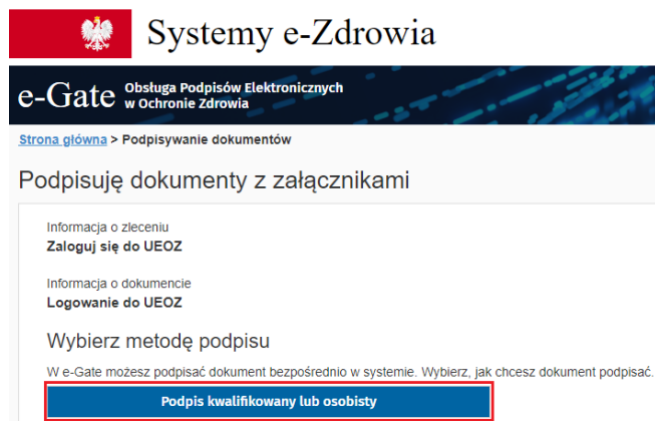 Systemy e-Zdrowia
e-Gate Obsługa Podpisów Elektronicznych
w Ochronie Zdrowia
Strona główna > Podpisywanie dokumentów
Podpisuję dokumenty z załącznikami
Informacja o zleceniu
Zaloguj się do UEOZ
Informacja o dokumencie
Logowanie do UEOZ
Wybierz metodę podpisu
W e-Gate możesz podpisać dokument bezpośrednio w systemie. Wybierz, jak chcesz dokument podpisać.
Podpis kwalifikowany lub osobisty